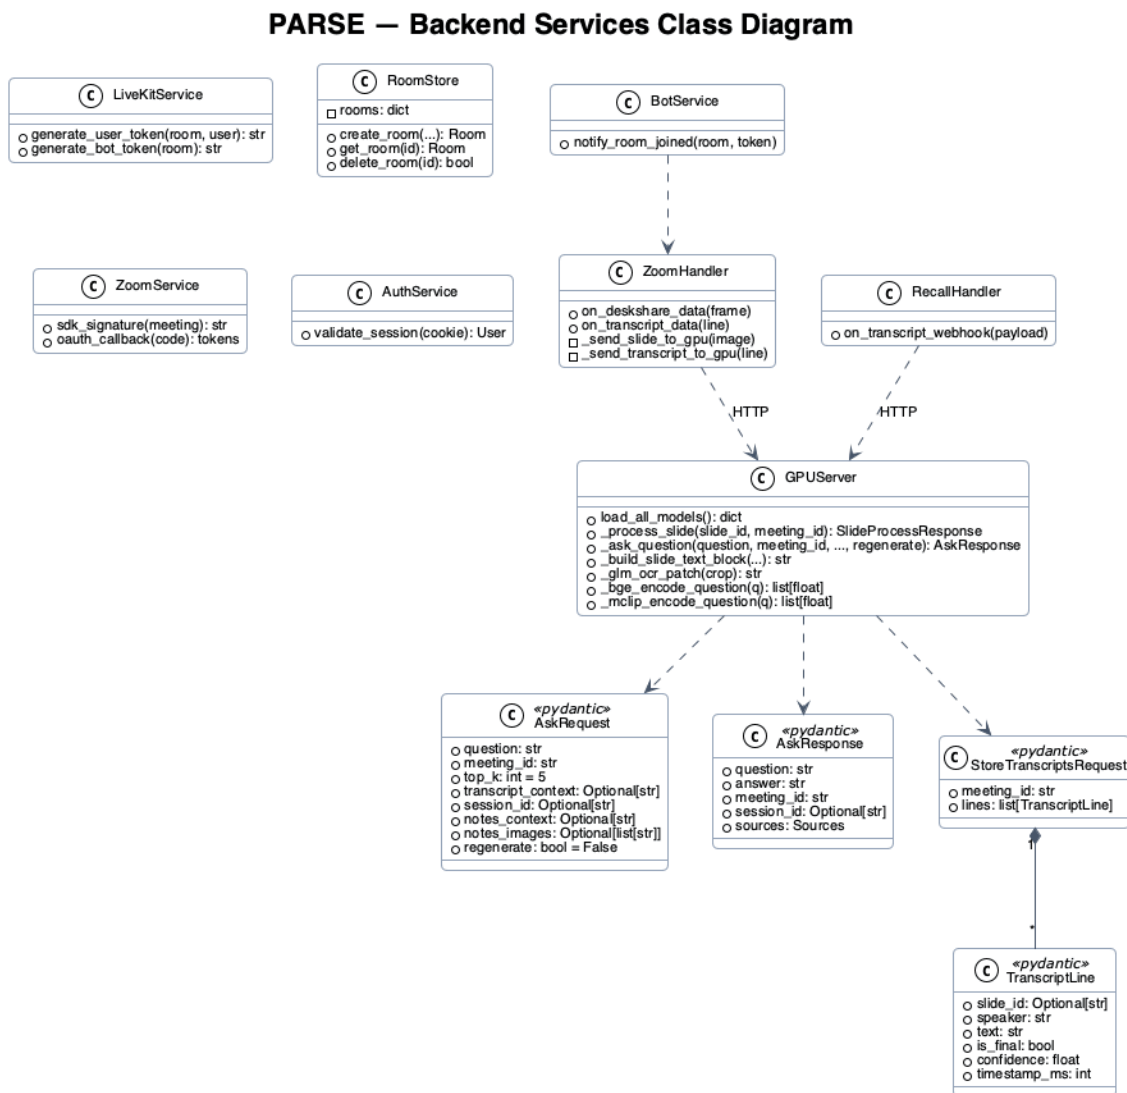 PARSE — Backend Services Class Diagram
C LiveKitService
generate_user_token(room, user): str
generate_bot_token(room): str
C RoomStore
rooms: dict
create_room(...): Room
get_room(id): Room
delete_room(id): bool
C BotService
notify_room_joined(room, token)
C ZoomService
sdk_signature(meeting): str
oauth_callback(code): tokens
C AuthService
validate_session(cookie): User
C ZoomHandler
on_deskshare_data(frame)
on_transcript_data(line)
_send_slide_to_gpu(image)
_send_transcript_to_gpu(line)
C RecallHandler
on_transcript_webhook(payload)
HTTP
HTTP
C GPUServer
load_all_models(): dict
_process_slide(slide_id, meeting_id): SlideProcessResponse
_ask_question(question, meeting_id, ..., regenerate): AskResponse
_build_slide_text_block(...): str
_glm_ocr_patch(crop): str
_bge_encode_question(q): list[float]
_mclip_encode_question(q): list[float]
C «pydantic»
AskRequest
question: str
meeting_id: str
top_k: int = 5
transcript_context: Optional[str]
session_id: Optional[str]
notes_context: Optional[str]
notes_images: Optional[list[str]]
regenerate: bool = False
C «pydantic»
AskResponse
question: str
answer: str
meeting_id: str
session_id: Optional[str]
sources: Sources
C «pydantic»
StoreTranscriptsRequest
meeting_id: str
lines: list[TranscriptLine]
1
*
C «pydantic»
TranscriptLine
slide_id: Optional[str]
speaker: str
text: str
is_final: bool
confidence: float
timestamp_ms: int